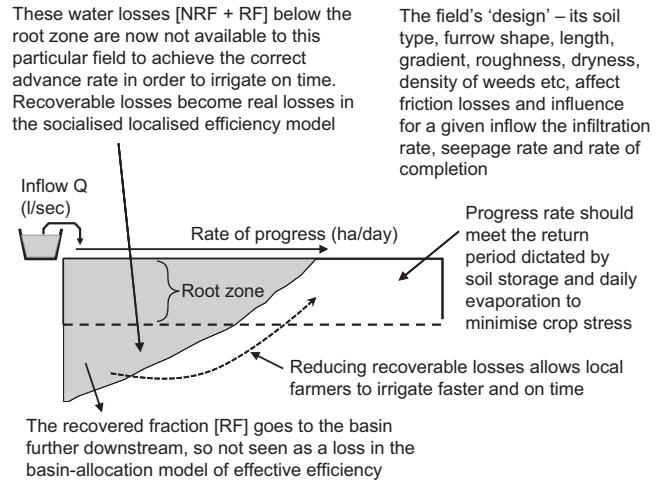 These water losses [NRF + RF] below the
root zone are now not available to this
particular field to achieve the correct
advance rate in order to irrigate on time.
Recoverable losses become real losses in
the socialised localised efficiency model
The field's 'design' – its soil
type, furrow shape, length,
gradient, roughness, dryness,
density of weeds etc, affect
friction losses and influence
for a given inflow the infiltration
rate, seepage rate and rate of
completion
Inflow Q
(l/sec)
Rate of progress (ha/day)
Root zone
Progress rate should
meet the return
period dictated by
soil storage and daily
evaporation to
minimise crop stress
Reducing recoverable losses allows local
farmers to irrigate faster and on time
The recovered fraction [RF] goes to the basin
further downstream, so not seen as a loss in the
basin-allocation model of effective efficiency